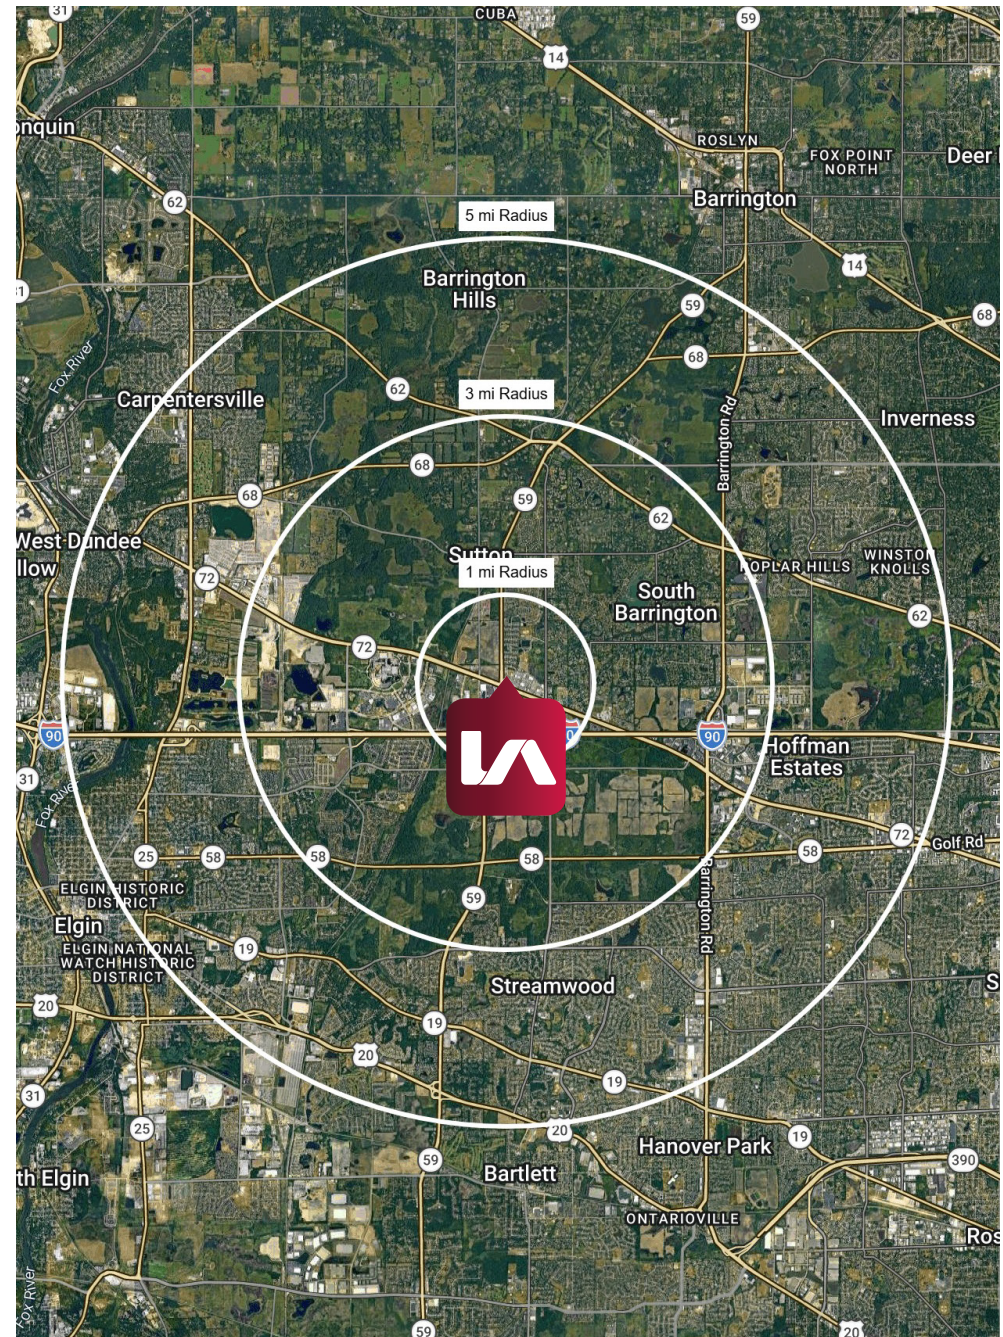 31
CUBA
59
14
onquin
ROSLYN
FOX POINT
NORTH
Deer
62
Barrington
5 mi Radius
14
Barrington
Hills
31
59
68
Fox River
68
62
3 mi Radius
Carpentersville
Barrington Rd
Inverness
68
68
59
62
West Dundee
llow
Sutton
1 mi Radius
POPLAR HILLS
WINSTON
KNOLLS
72
South
Barrington
62
72
90
90
Hoffman
Estates
31
Fox River
72
Golf Rd
25
58
58
58
58
59
Barrington Rd
ELGIN HISTORIC
DISTRICT
Elgin
19
ELGIN NATIONAL
WATCH HISTORIC
DISTRICT
Streamwood
S
20
19
20
19
31
25
20
19
Hanover Park
59
Bartlett
390
th Elgin
ONTARIOVILLE
Ros
Fox River
59
20